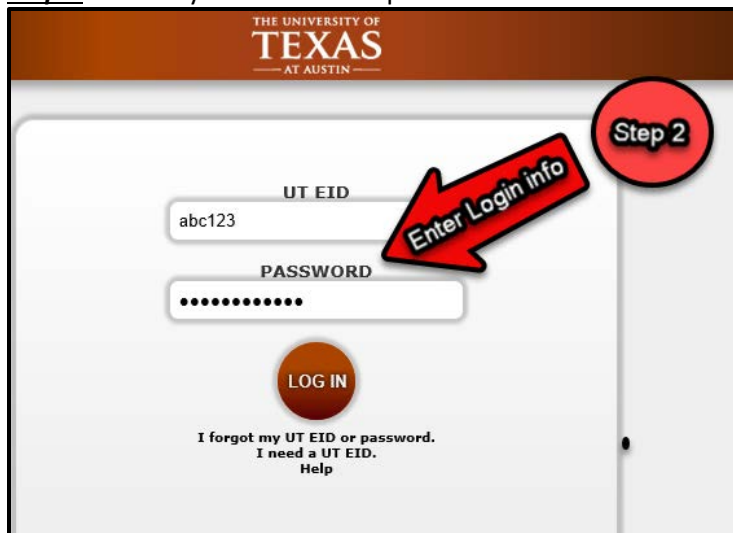 THE UNIVERSITY OF
TEXAS
AT AUSTIN
Step 2
UT EID
abc123
Enter Login info
PASSWORD
••••••••••••
LOG IN
I forgot my UT EID or password.
I need a UT EID.
Help